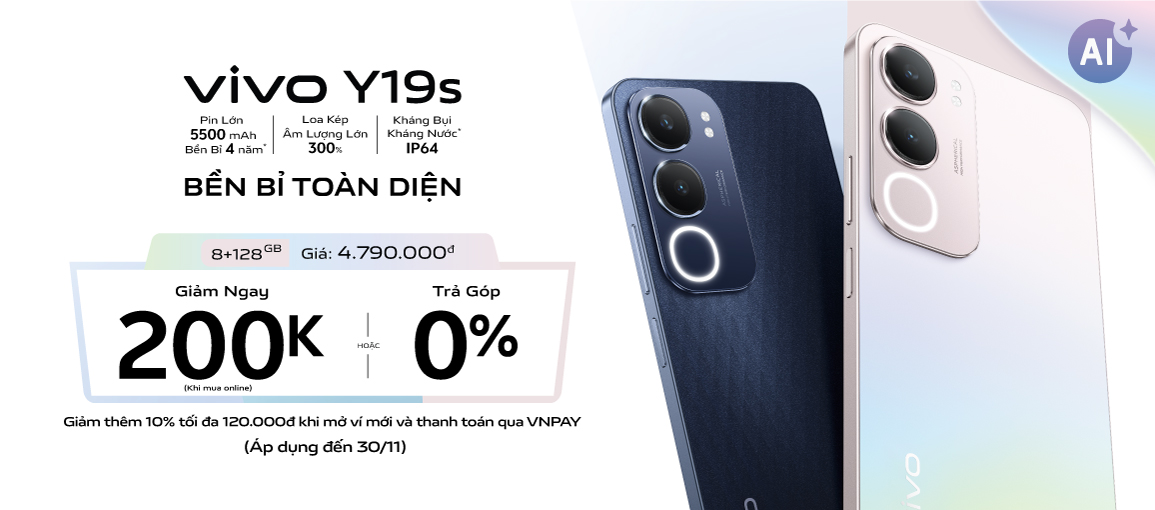 vivo Y19s
Pin Lớn
5500 mAh
Bền Bỉ 4 năm*
Loa Kép
Âm Lượng Lớn
300%
Kháng Bụi
Kháng Nước*
IP64
BỀN BỈ TOÀN DIỆN
8+128GB Giá: 4.790.000đ
Giảm Ngay
200K
(Khi mua online)
HOẶC
Trả Góp
0%
Giảm thêm 10% tối đa 120.000đ khi mở ví mới và thanh toán qua VNPAY
(Áp dụng đến 30/11)
ASPHERICAL
ASPHERICAL
vivo
AI